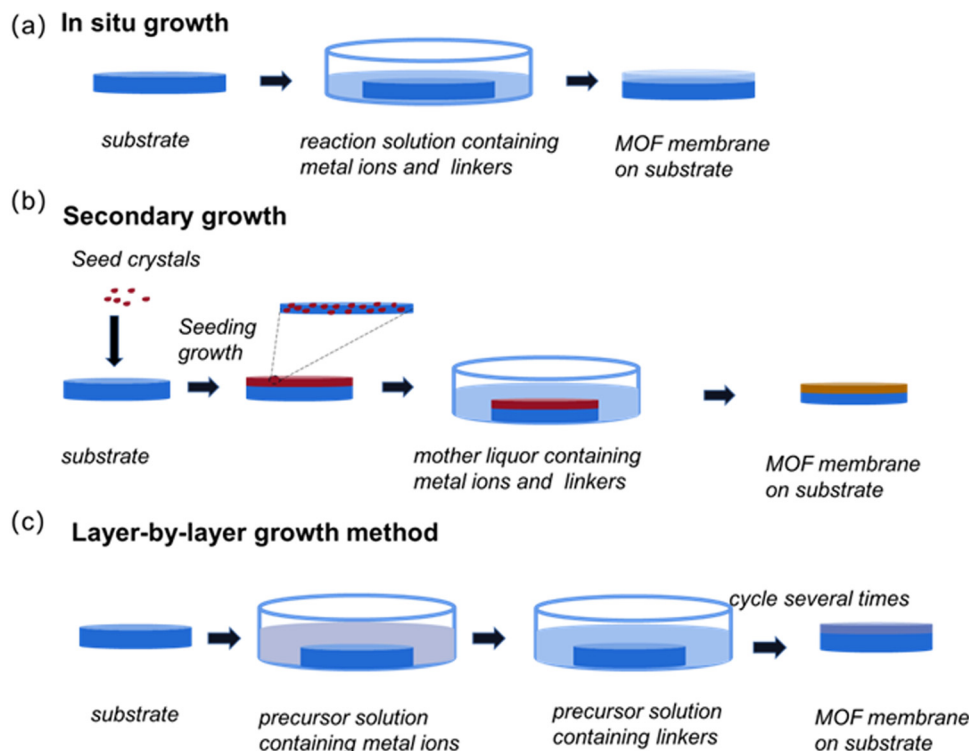 (a) In situ growth
substrate
reaction solution containing
metal ions and linkers
MOF membrane
on substrate
(b) Secondary growth
Seed crystals
Seeding
growth
substrate
mother liquor containing
metal ions and linkers
MOF membrane
on substrate
(c) Layer-by-layer growth method
cycle several times
substrate
precursor solution
containing metal ions
precursor solution
containing linkers
MOF membrane
on substrate